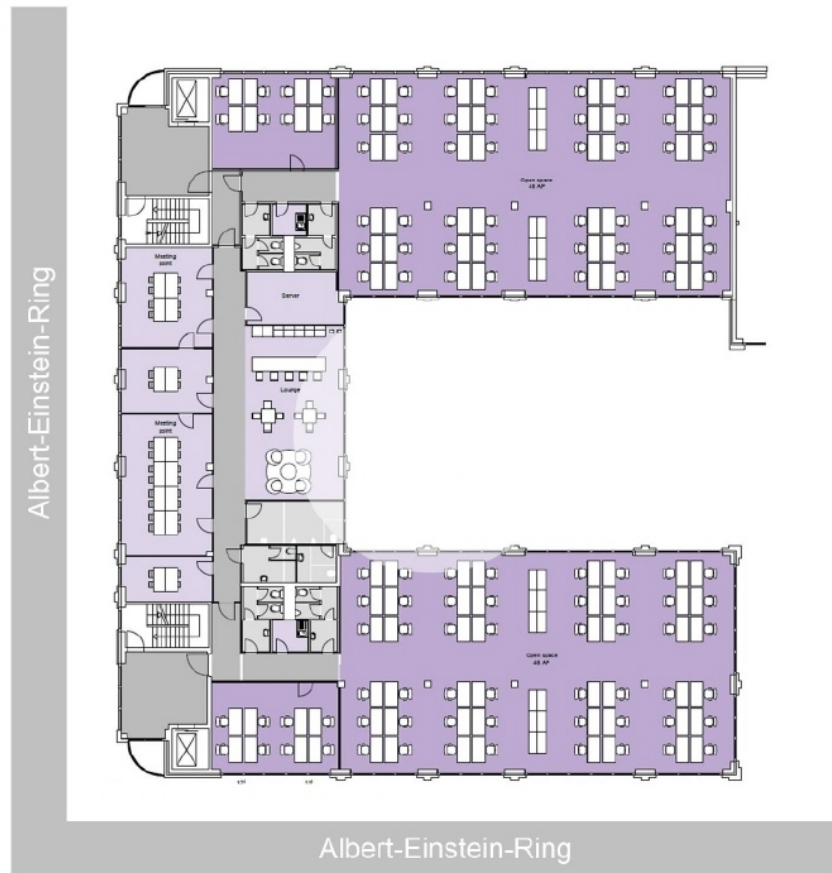 Open space
48 AP
Meeting
point
Server
Lounge
Meeting
point
Open space
48 AP
Albert-Einstein-Ring
Albert-Einstein-Ring